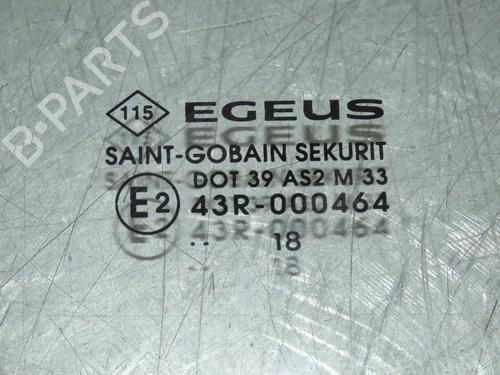 B-PARTS
115 EGEUS
SAINT-GOBAIN SEKURIT
DOT 39 AS2 M 33
E2 43R-000464
.. 18